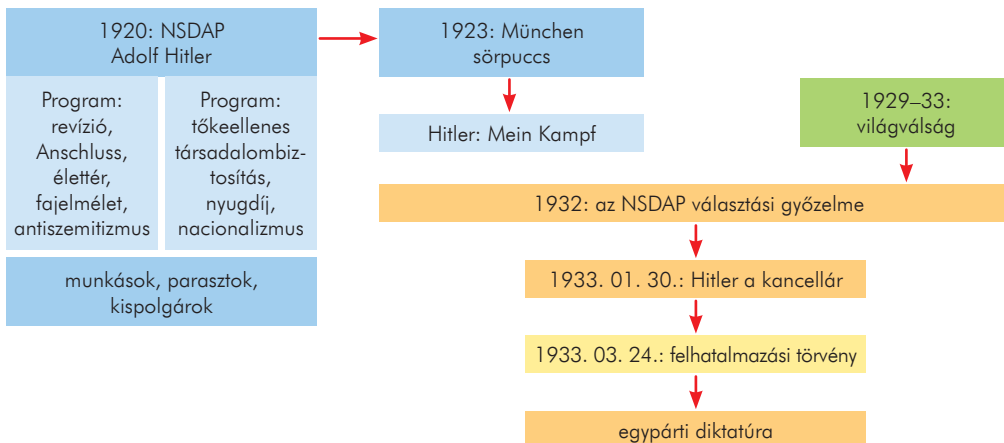 1920: NSDAP
Adolf Hitler
Program:
revízió,
Anschluss,
élettér,
fajelmélet,
antiszemitizmus
Program:
tőkeellenes
társadalombiz-
tosítás,
nyugdíj,
nacionalizmus
munkások, parasztok,
kispolgárok
1923: München
sörpuccs
Hitler: Mein Kampf
1929–33:
világválság
1932: az NSDAP választási győzelme
1933. 01. 30.: Hitler a kancellár
1933. 03. 24.: felhatalmazási törvény
egypárti diktatúra